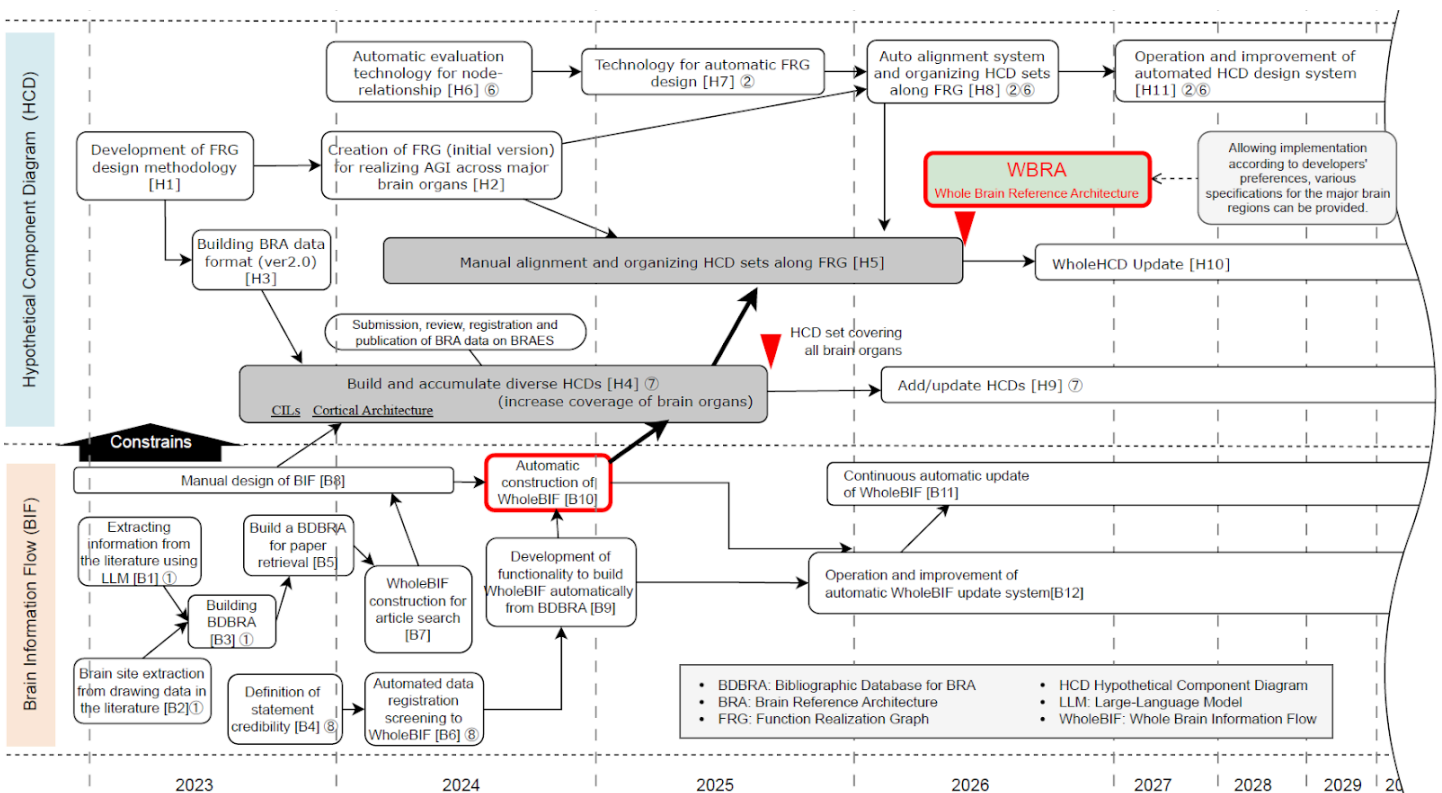 Hypothetical Component Diagram (HCD)
Automatic evaluation
technology for node-
relationship [H6] ⑥
Technology for automatic FRG
design [H7] ②
Auto alignment system
and organizing HCD sets
along FRG [H8] ②⑥
Operation and improvement of
automated HCD design system
[H11] ②⑥
Development of FRG
design methodology
[H1]
Creation of FRG (initial version)
for realizing AGI across major
brain organs [H2]
WBRA
Whole Brain Reference Architecture
Allowing implementation
according to developers'
preferences, various
specifications for the major brain
regions can be provided.
Building BRA data
format (ver2.0)
[H3]
Manual alignment and organizing HCD sets along FRG [H5]
WholeHCD Update [H10]
Submission, review, registration and
publication of BRA data on BRAES
HCD set covering
all brain organs
Build and accumulate diverse HCDs [H4] ⑦
(increase coverage of brain organs)
CILs Cortical Architecture
Add/update HCDs [H9] ⑦
Constrains
Brain Information Flow (BIF)
Manual design of BIF [B8]
Automatic
construction of
WholeBIF [B10]
Continuous automatic update
of WholeBIF [B11]
Extracting
information from
the literature using
LLM [B1] ①
Build a BDBRA
for paper
retrieval [B5]
Building
BDBRA
[B3] ①
WholeBIF
construction for
article search
[B7]
Development of
functionality to build
WholeBIF automatically
from BDBRA [B9]
Operation and improvement of
automatic WholeBIF update system[B12]
Brain site extraction
from drawing data in
the literature [B2]①
Definition of
statement
credibility [B4] ⑧
Automated data
registration
screening to
WholeBIF [B6] ⑧
• BDBRA: Bibliographic Database for BRA
• BRA: Brain Reference Architecture
• FRG: Function Realization Graph
• HCD Hypothetical Component Diagram
• LLM: Large-Language Model
• WholeBIF: Whole Brain Information Flow
2023 2024 2025 2026 2027 2028 2029 20